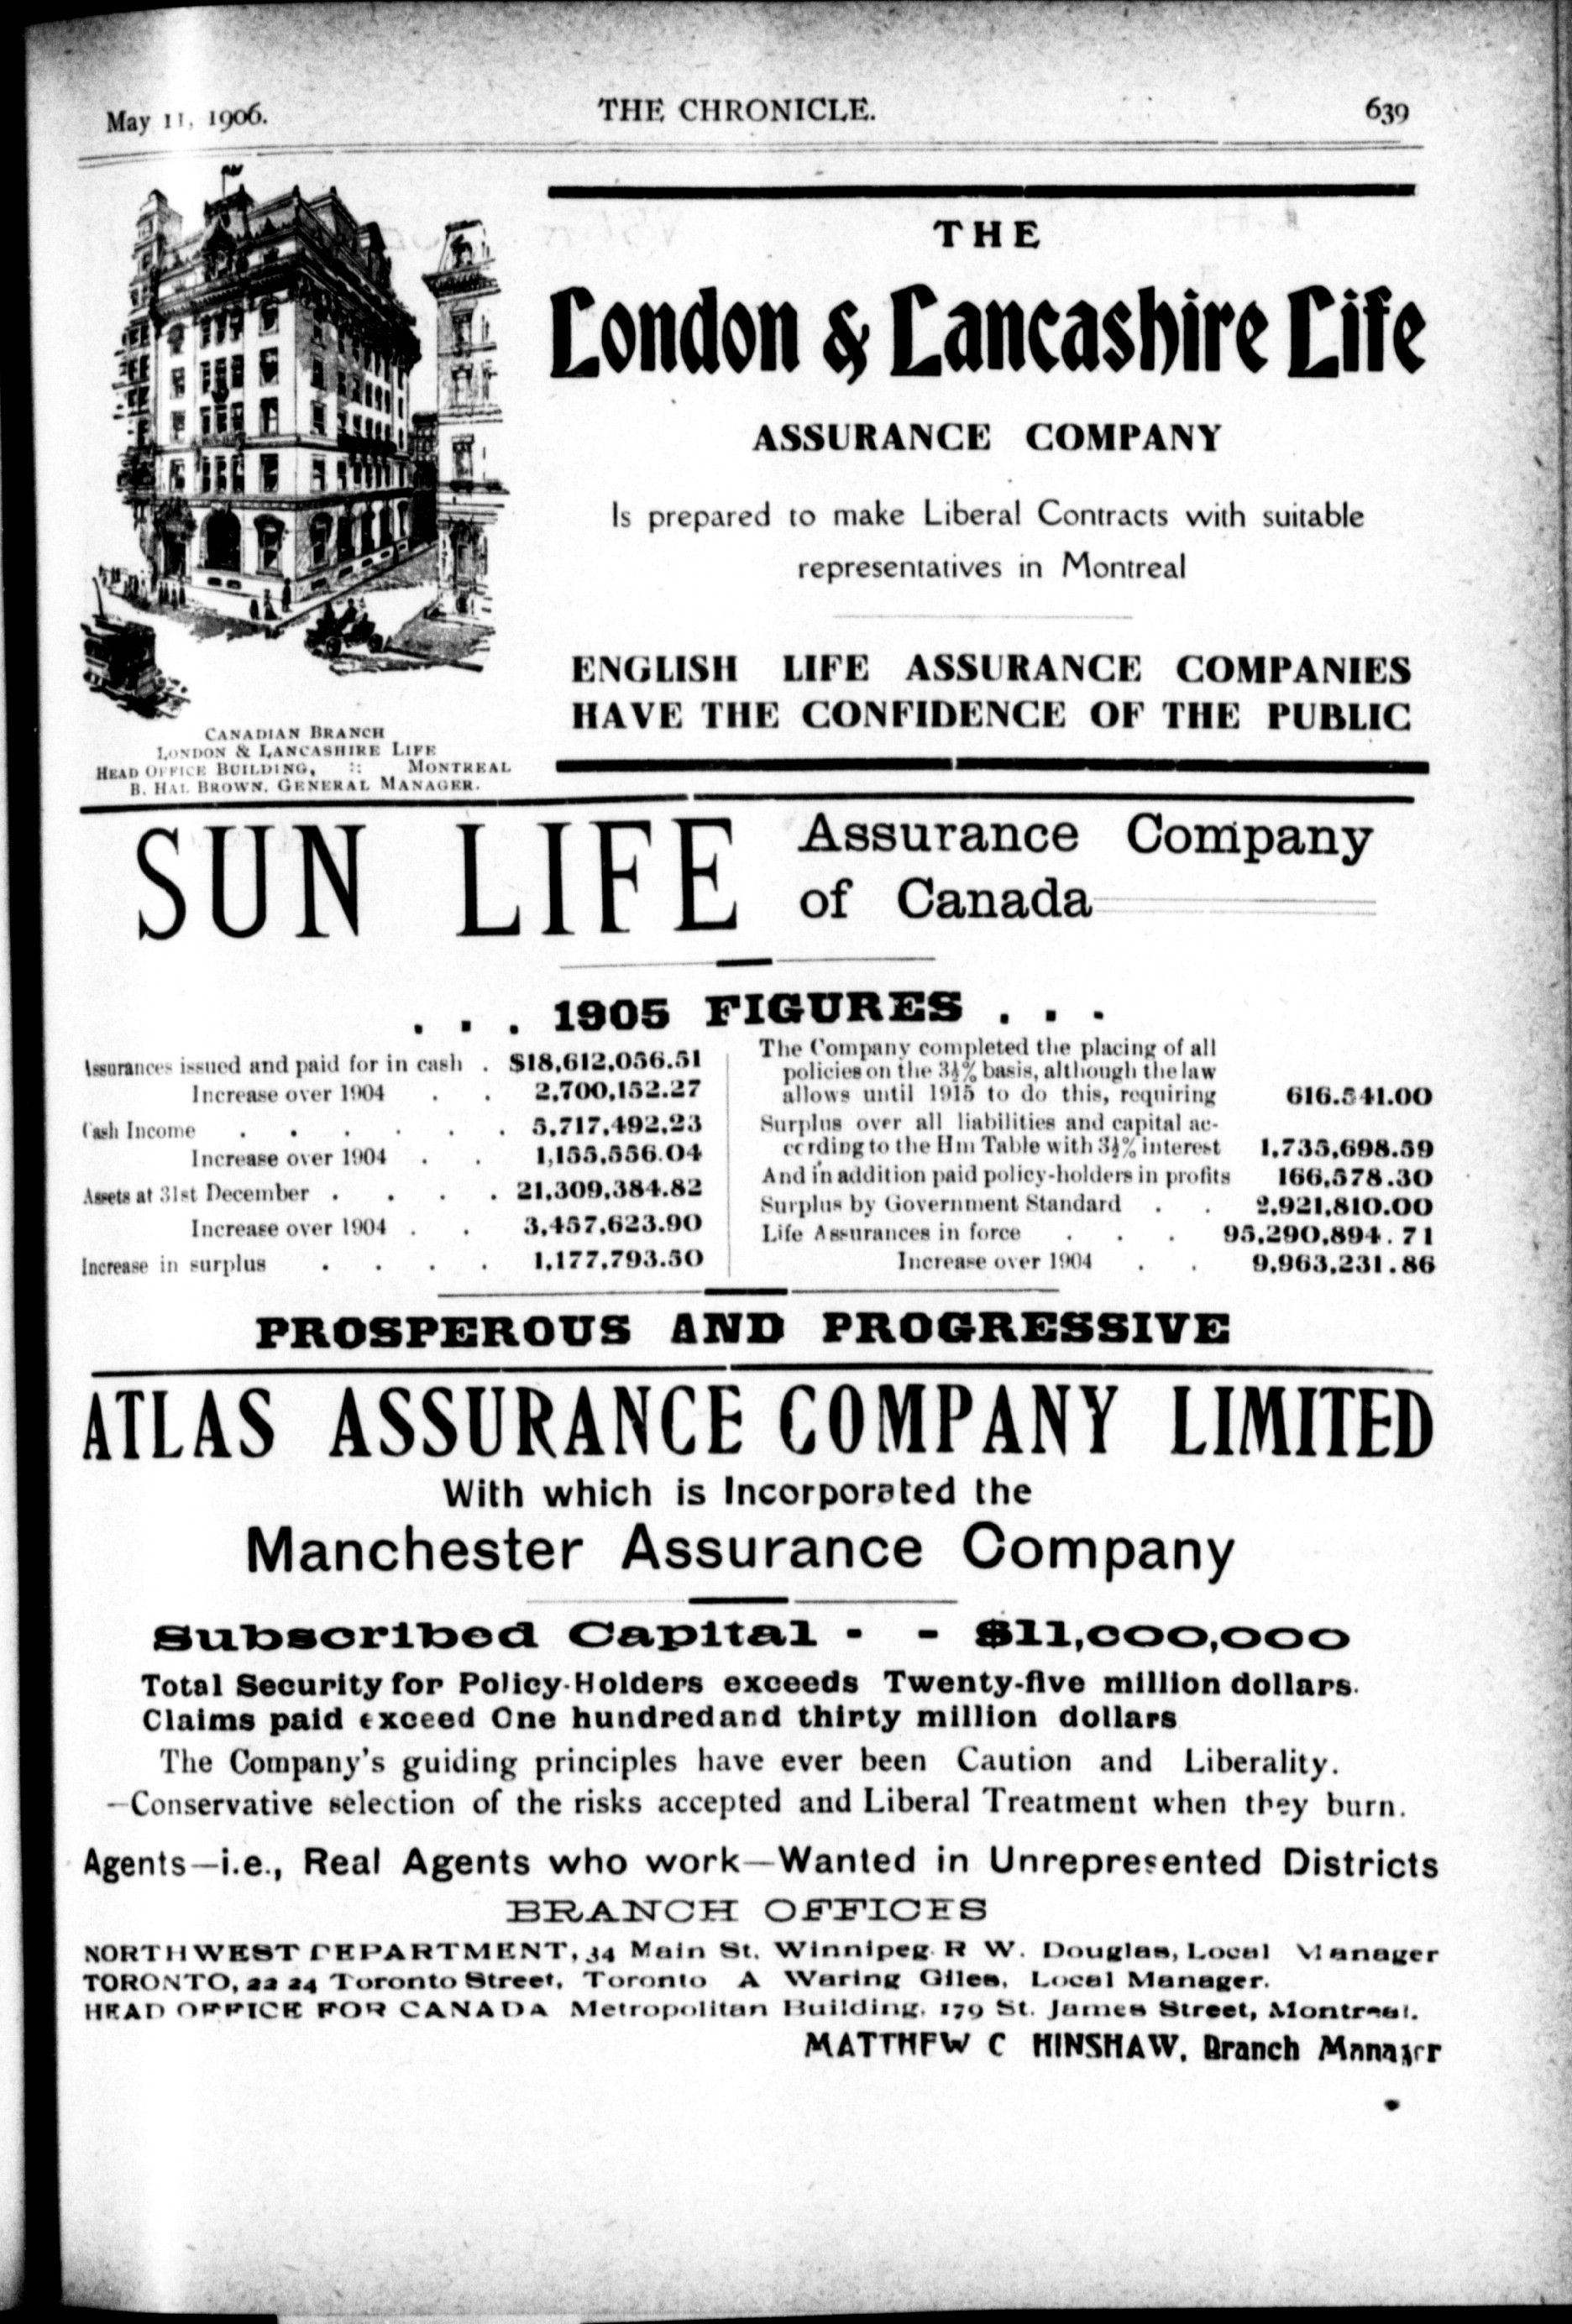 May 11, 1906.
THE CHRONICLE.
639
THE
London & Lancashire Life
ASSURANCE COMPANY
Is prepared to make Liberal Contracts with suitable
representatives in Montreal
ENGLISH LIFE ASSURANCE COMPANIES
HAVE THE CONFIDENCE OF THE PUBLIC
CANADIAN BRANCH
LONDON & LANCASHIRE LIFE
HEAD OFFICE BUILDING, :: MONTREAL
B. HAL BROWN, GENERAL MANAGER.
SUN LIFE
Assurance Company
of Canada
. . . 1905 FIGURES . . .
Assurances issued and paid for in cash . $18,612,056.51
Increase over 1904 . . 2,700,152.27
Cash Income . . . . . . 5,717,492.23
Increase over 1904 . . 1,155,556.04
Assets at 31st December . . . . 21,309,384.82
Increase over 1904 . . 3,457,623.90
Increase in surplus . . . . 1,177,793.50
The Company completed the placing of all
policies on the 3½% basis, although the law
allows until 1915 to do this, requiring 616.541.00
Surplus over all liabilities and capital ac-
cording to the Hm Table with 3½% interest 1,735,698.59
And in addition paid policy-holders in profits 166,578.30
Surplus by Government Standard . . 2,921,810.00
Life Assurances in force . . . 95,290,894.71
Increase over 1904 . . 9,963,231.86
PROSPEROUS AND PROGRESSIVE
ATLAS ASSURANCE COMPANY LIMITED
With which is Incorporated the
Manchester Assurance Company
Subscribed Capital - - $11,000,000
Total Security for Policy-Holders exceeds Twenty-five million dollars.
Claims paid exceed One hundred and thirty million dollars
The Company's guiding principles have ever been Caution and Liberality.
—Conservative selection of the risks accepted and Liberal Treatment when they burn.
Agents—i.e., Real Agents who work—Wanted in Unrepresented Districts
BRANCH OFFICES
NORTHWEST DEPARTMENT, 34 Main St. Winnipeg. R W. Douglas, Local Manager
TORONTO, 22 24 Toronto Street, Toronto A Waring Giles, Local Manager.
HEAD OFFICE FOR CANADA Metropolitan Building, 179 St. James Street, Montreal.
MATTHEW C HINSHAW, Branch Manager